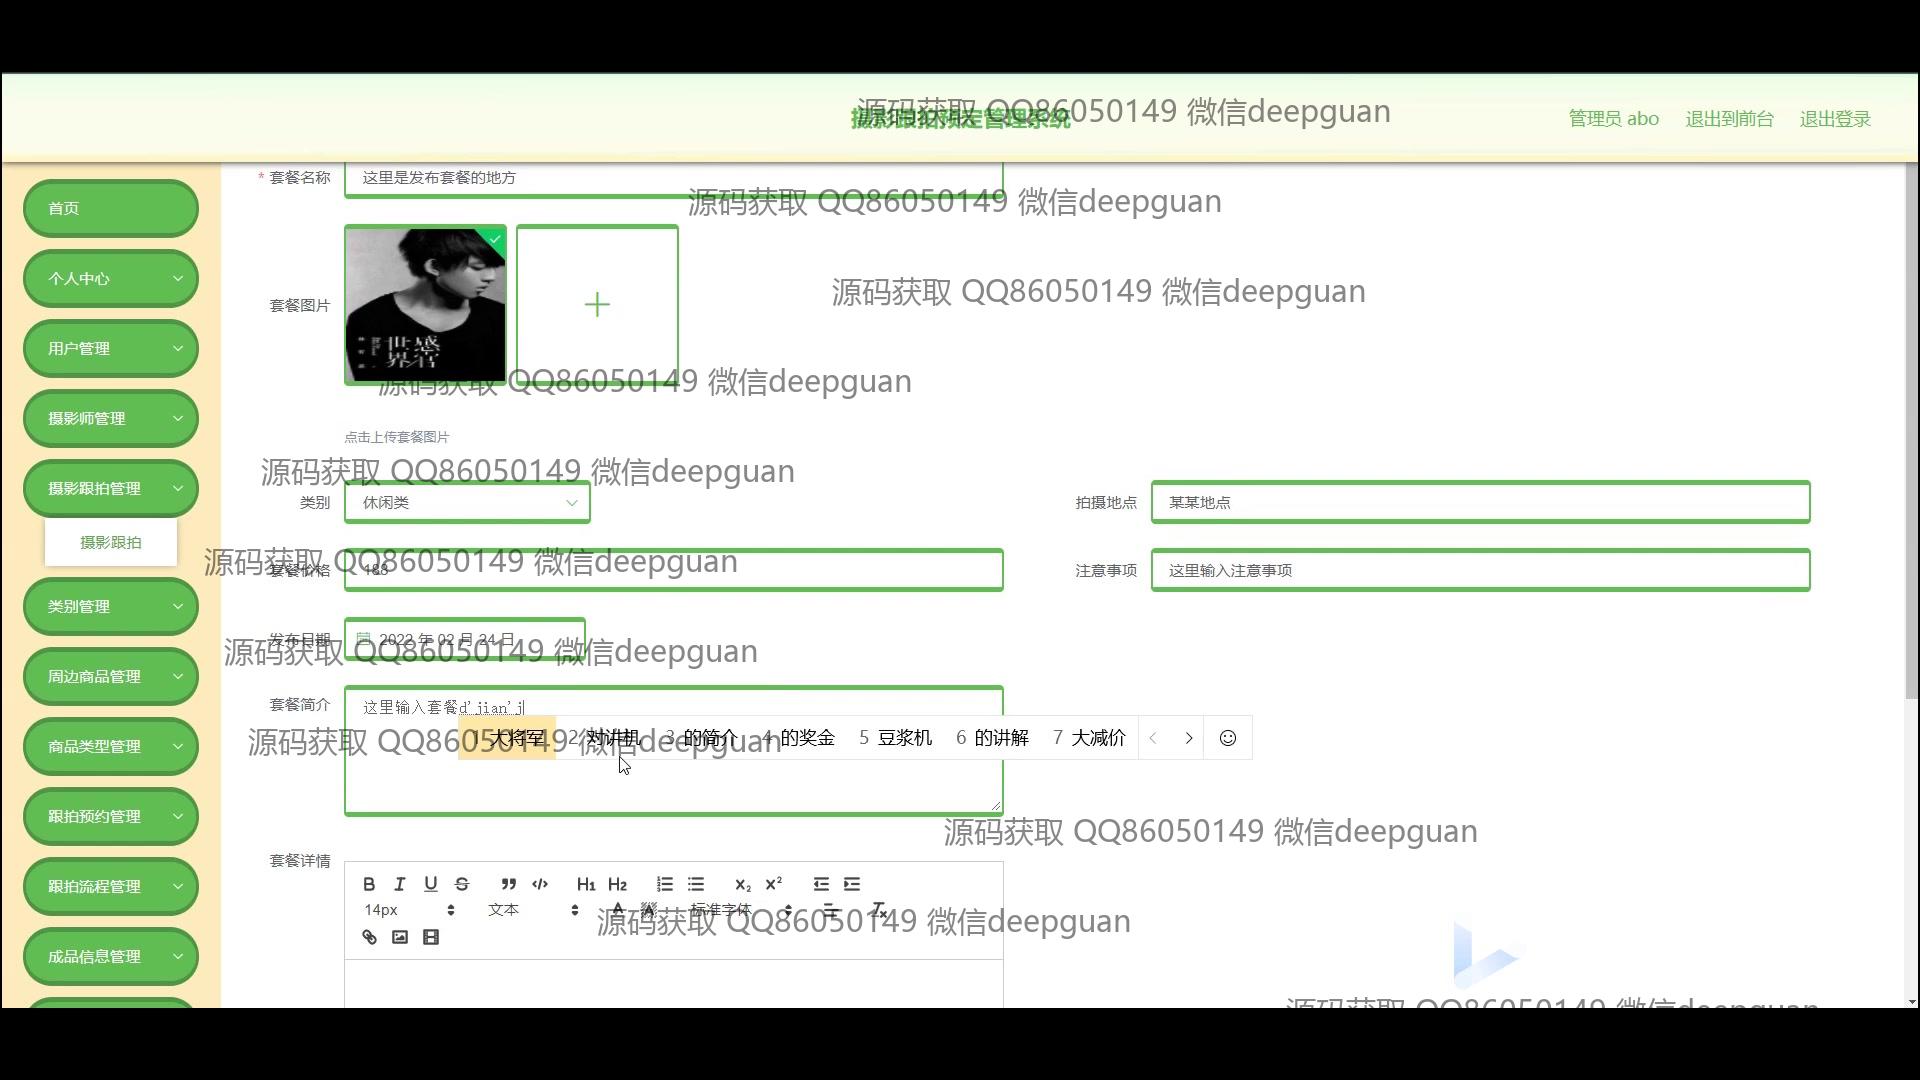 源码获取 QQ86050149 微信deepguan
摄影跟拍预定管理系统
管理员 abo
退出到前台
退出登录
首页
个人中心
用户管理
摄影师管理
摄影跟拍管理
摄影跟拍
类别管理
周边商品管理
商品类型管理
跟拍预约管理
跟拍流程管理
成品信息管理
* 套餐名称
这里是发布套餐的地方
源码获取 QQ86050149 微信deepguan
源码获取 QQ86050149 微信deepguan
套餐图片
感官
世界
源码获取 QQ86050149 微信deepguan
点击上传套餐图片
源码获取 QQ86050149 微信deepguan
类别
休闲类
拍摄地点
某某地点
源码获取 QQ86050149 微信deepguan
套餐价格
188
注意事项
这里输入注意事项
发布日期
2022 年 02 月 24 日
源码获取 QQ86050149 微信deepguan
套餐简介
这里输入套餐d'jian'j
1 大将军 2 对讲机 3 的简介 4 的奖金 5 豆浆机 6 的讲解 7 大减价
源码获取 QQ86050149 微信deepguan
源码获取 QQ86050149 微信deepguan
套餐详情
B I U S H1 H2 X2 X2
14px 文本 标准字体
源码获取 QQ86050149 微信deepguan
源码获取 QQ86050149 微信deepguan